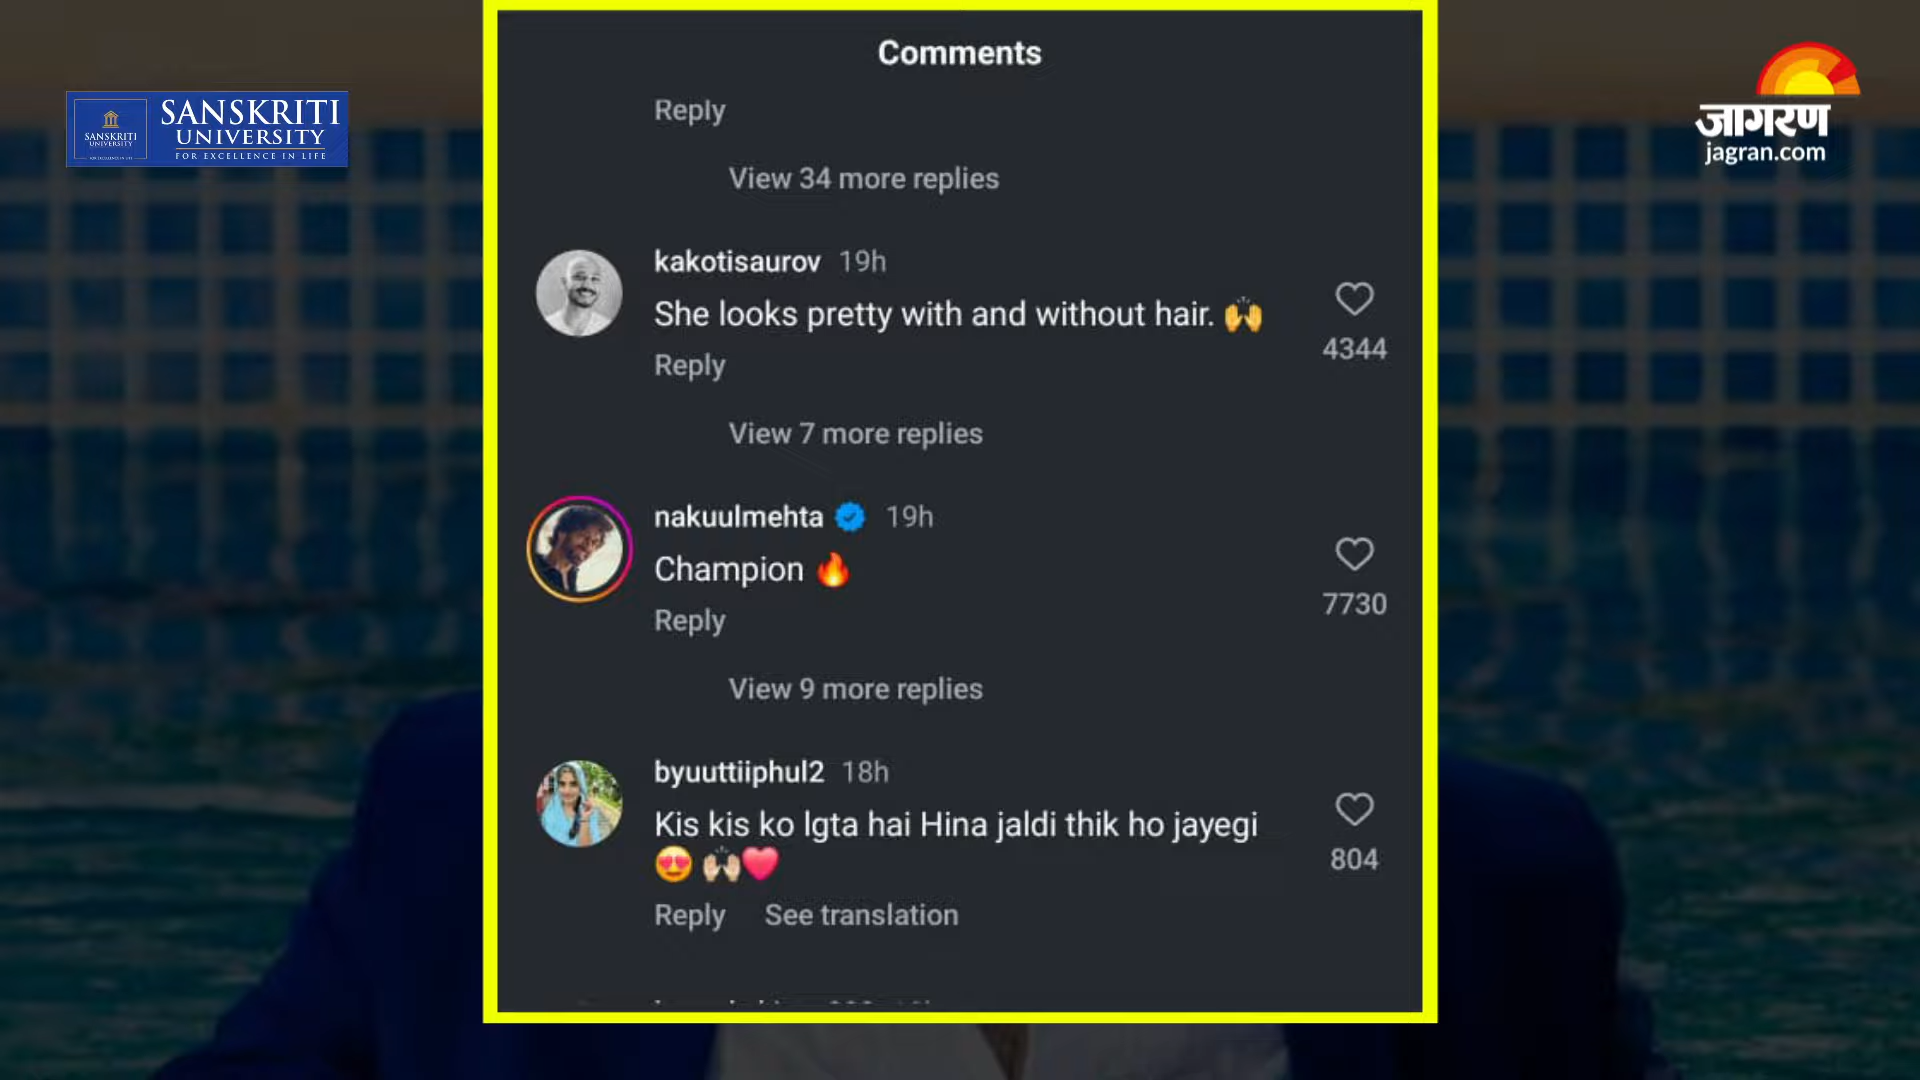 Comments
SANSKRITI
UNIVERSITY
FOR EXCELLENCE IN LIFE
SANSKRITI
UNIVERSITY
जागरण
jagran.com
Reply
View 34 more replies
kakotisaurov 19h
She looks pretty with and without hair. 🙌
4344
Reply
View 7 more replies
nakuulmehta 19h
Champion 🔥
7730
Reply
View 9 more replies
byuuttiiphul2 18h
Kis kis ko lgta hai Hina jaldi thik ho jayegi
😍 🙌🏼❤️
804
Reply See translation